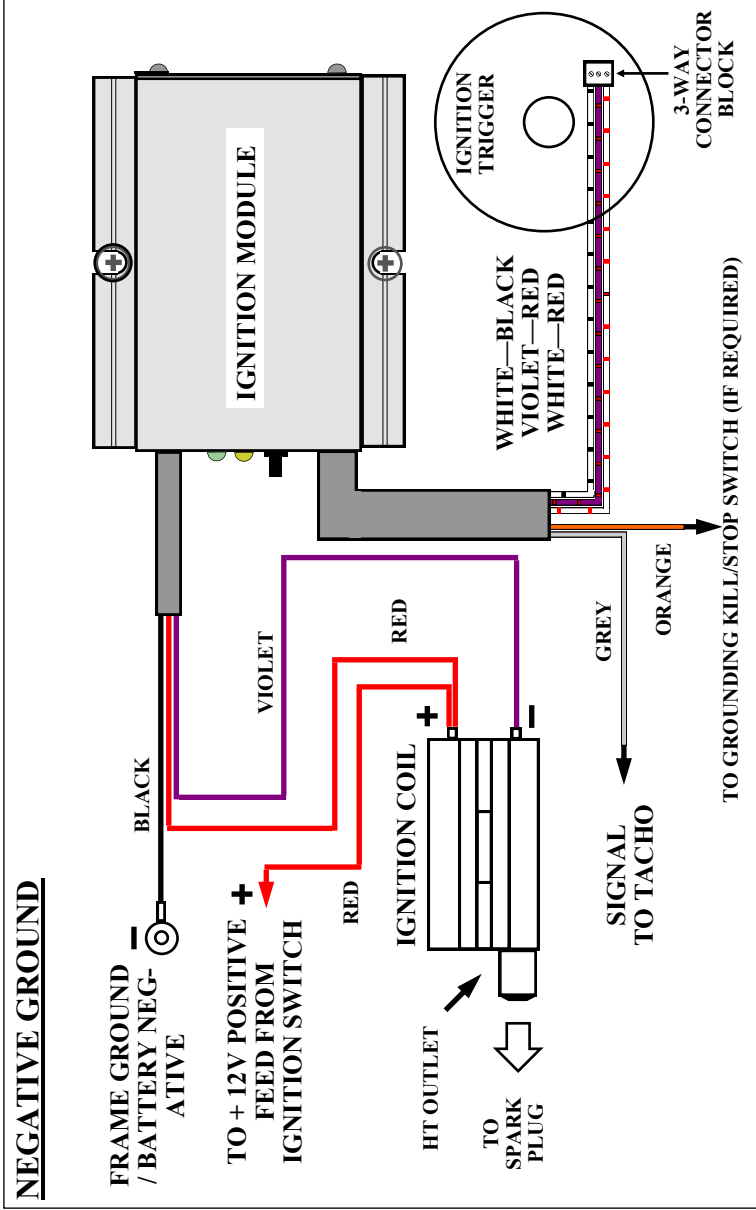 NEGATIVE GROUND
FRAME GROUND
/ BATTERY NEG-
ATIVE
−
BLACK
IGNITION MODULE
TO + 12V POSITIVE
FEED FROM
IGNITION SWITCH
+
RED
VIOLET
RED
IGNITION COIL
+
−
HT OUTLET
TO
SPARK
PLUG
SIGNAL
TO TACHO
GREY
ORANGE
TO GROUNDING KILL/STOP SWITCH (IF REQUIRED)
WHITE—BLACK
VIOLET—RED
WHITE—RED
IGNITION
TRIGGER
3-WAY
CONNECTOR
BLOCK